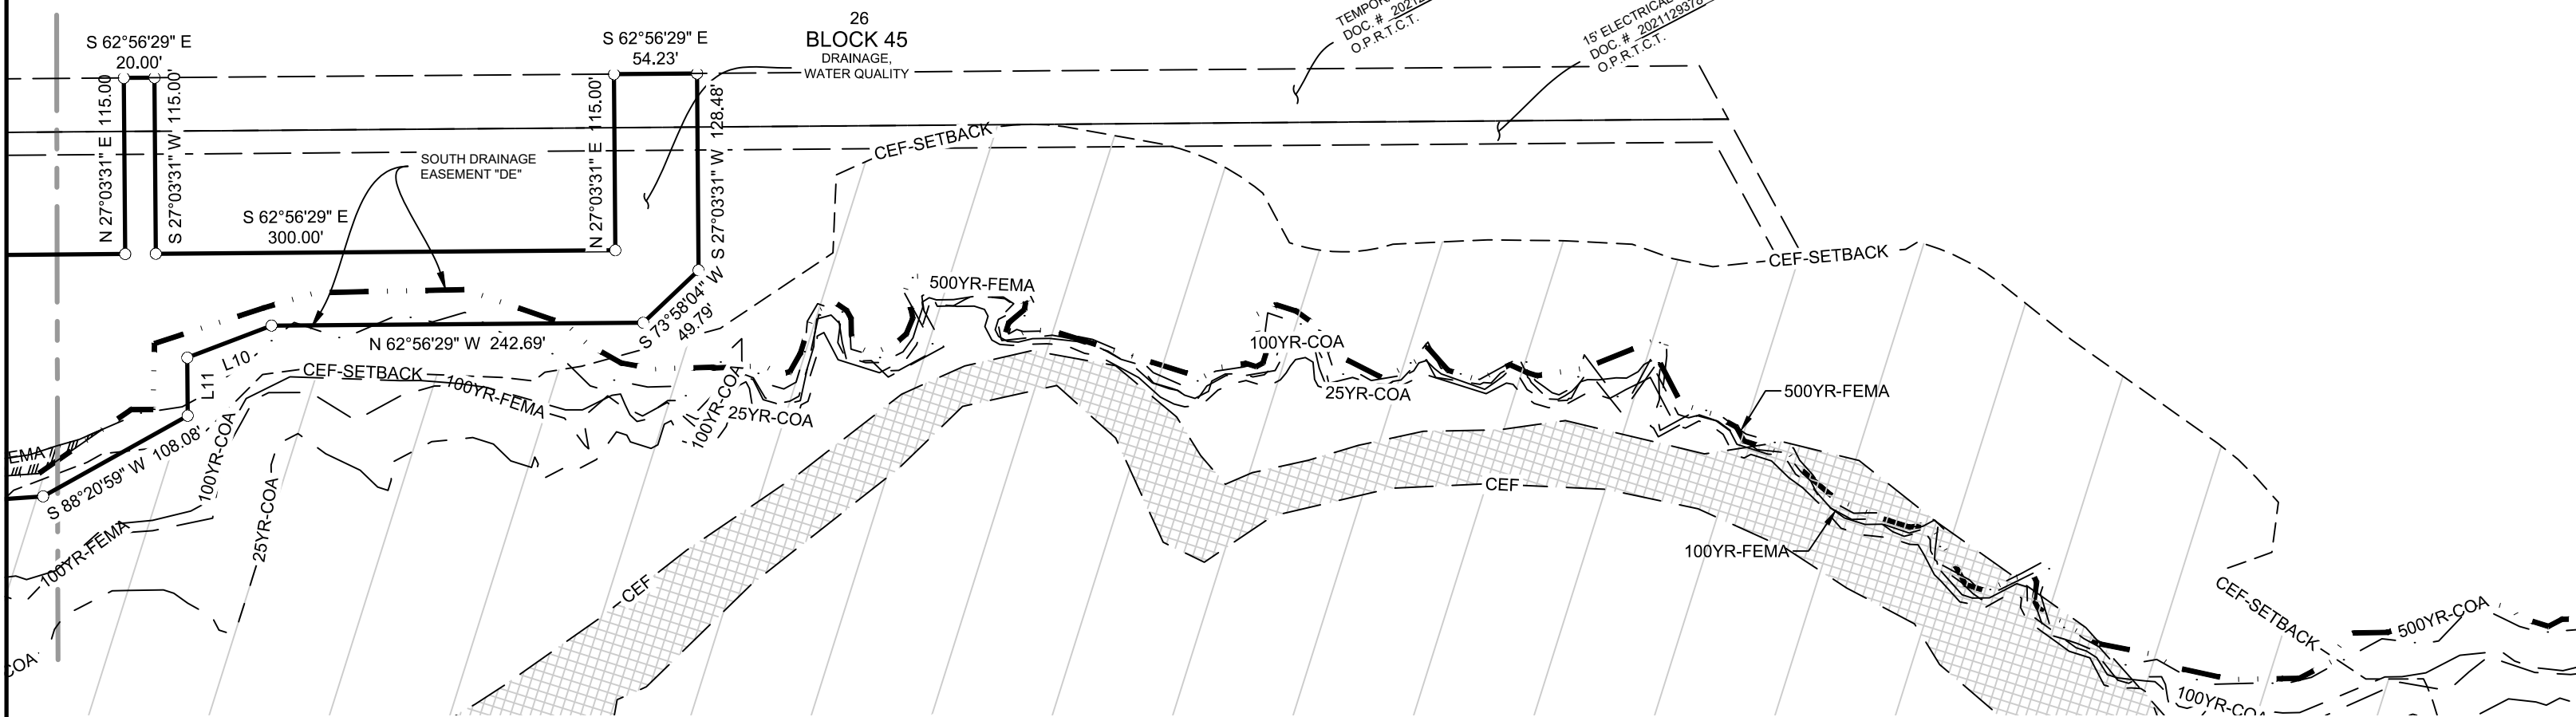 S 62°56'29" E
20.00'
N 27°03'31" E 115.00'
S 27°03'31" W 115.00'
S 62°56'29" E
300.00'
SOUTH DRAINAGE
EASEMENT "DE"
S 62°56'29" E
54.23'
N 27°03'31" E 115.00'
S 27°03'31" W 128.48'
26
BLOCK 45
DRAINAGE,
WATER QUALITY
DOC. #
O.P.R.T.C.T.
15' ELECTRICAL
DOC. # 2021129378
O.P.R.T.C.T.
S 73°58'04" W
49.79'
N 62°56'29" W 242.69'
L10
L11
S 88°20'59" W 108.08'
CEF-SETBACK
CEF-SETBACK
CEF-SETBACK
CEF-SETBACK
500YR-FEMA
100YR-FEMA
100YR-COA
25YR-COA
100YR-COA
25YR-COA
500YR-FEMA
100YR-COA
25YR-COA
100YR-FEMA
CEF
CEF
100YR-FEMA
500YR-COA
100YR-COA
EMA
COA